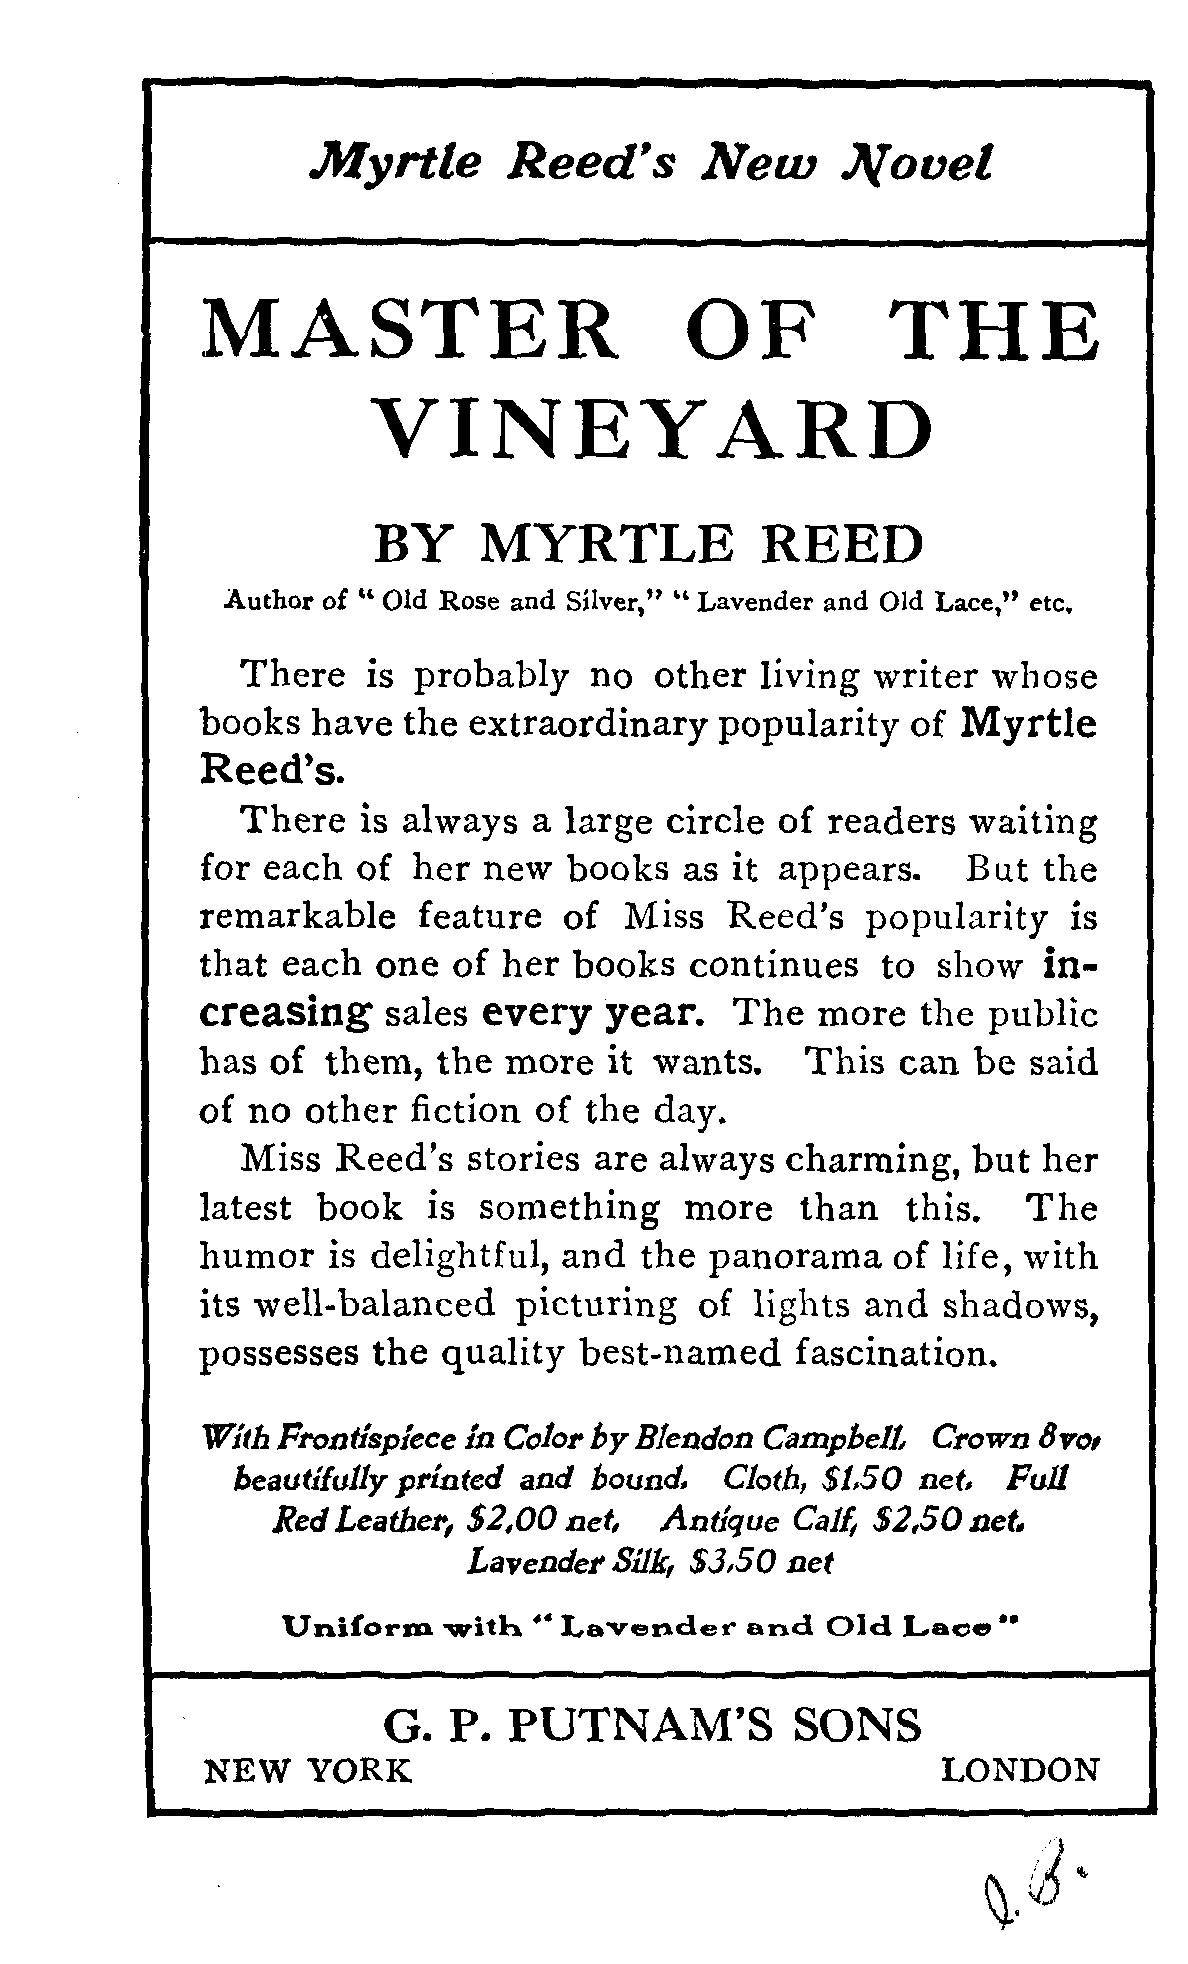 Myrtle Reed's New Novel
MASTER OF THE
VINEYARD
BY MYRTLE REED
Author of "Old Rose and Silver," "Lavender and Old Lace," etc.
There is probably no other living writer whose
books have the extraordinary popularity of Myrtle
Reed's.
There is always a large circle of readers waiting
for each of her new books as it appears. But the
remarkable feature of Miss Reed's popularity is
that each one of her books continues to show in-
creasing sales every year. The more the public
has of them, the more it wants. This can be said
of no other fiction of the day.
Miss Reed's stories are always charming, but her
latest book is something more than this. The
humor is delightful, and the panorama of life, with
its well-balanced picturing of lights and shadows,
possesses the quality best-named fascination.
With Frontispiece in Color by Blendon Campbell. Crown 8vo,
beautifully printed and bound. Cloth, $1.50 net. Full
Red Leather, $2.00 net. Antique Calf, $2.50 net.
Lavender Silk, $3.50 net
Uniform with "Lavender and Old Lace"
G. P. PUTNAM'S SONS
NEW YORK LONDON